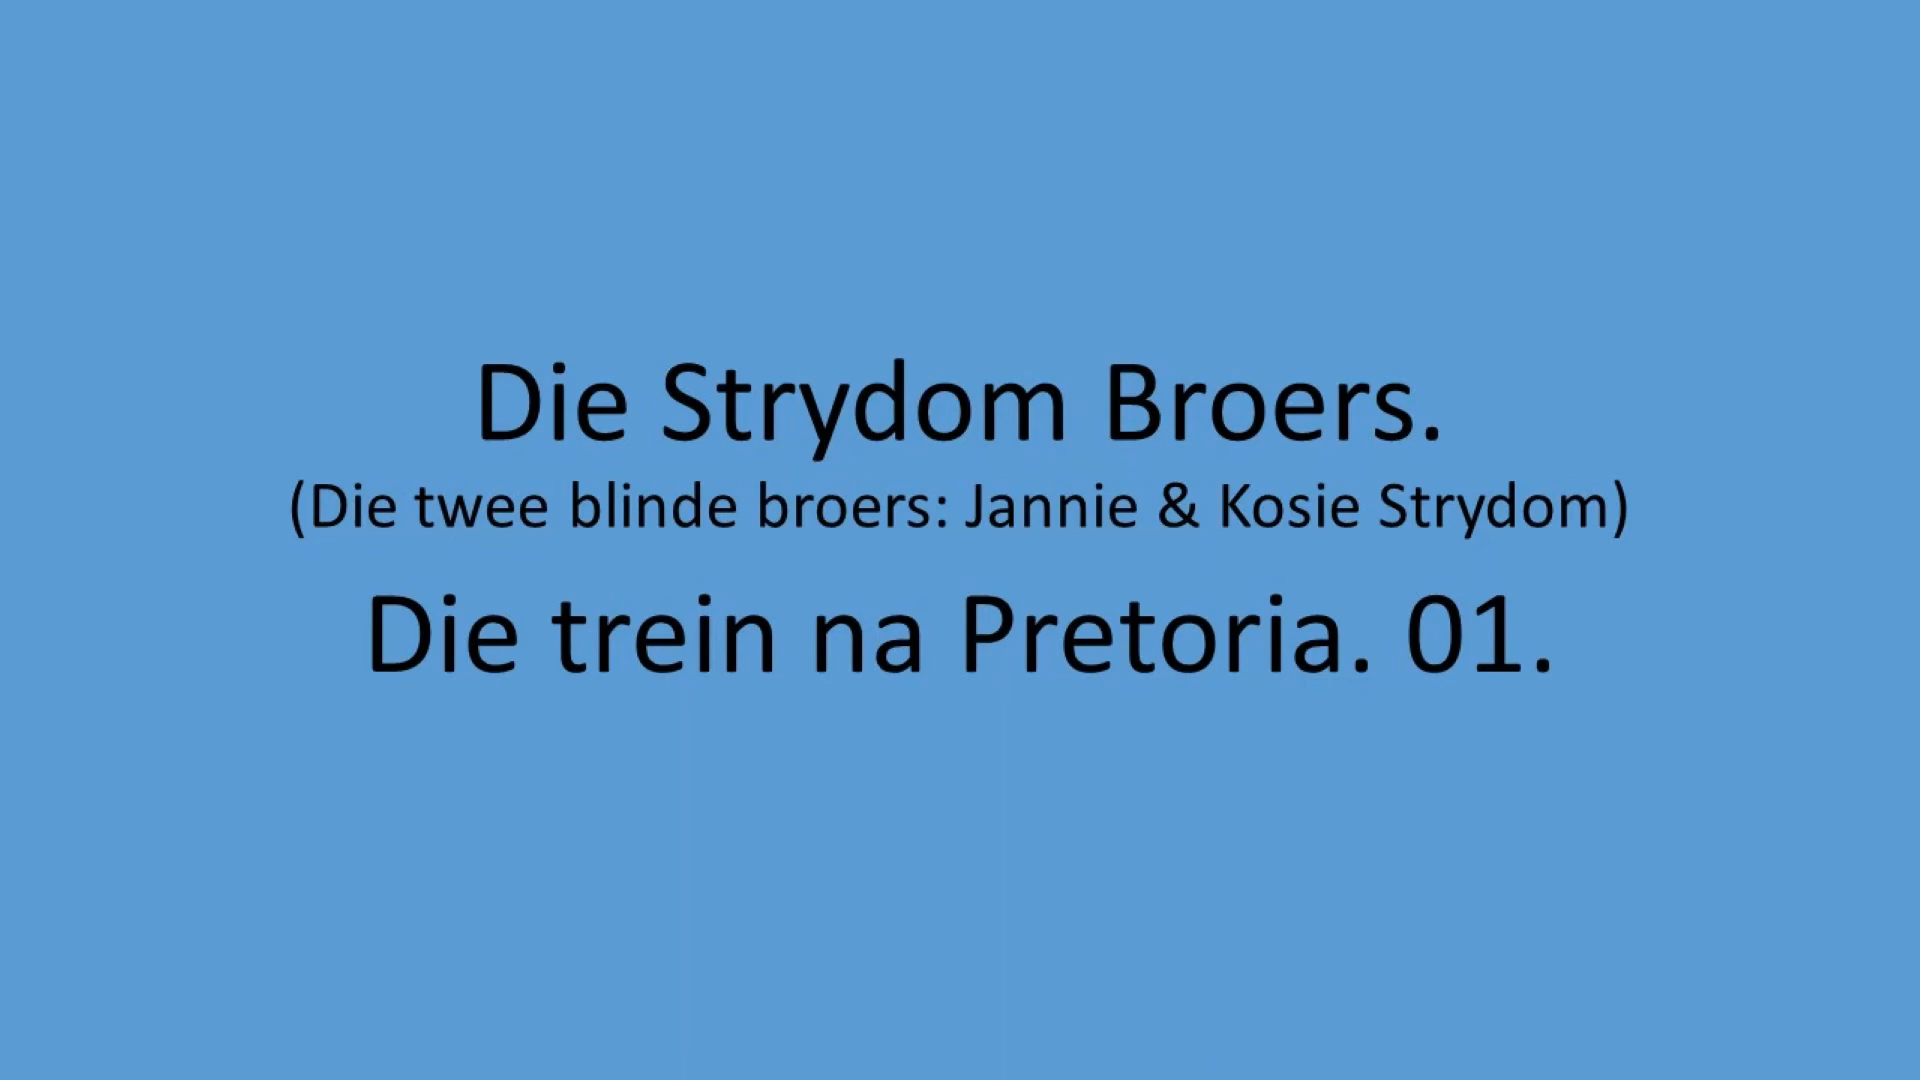 Die Strydom Broers.
(Die twee blinde broers: Jannie & Kosie Strydom)
Die trein na Pretoria. 01.